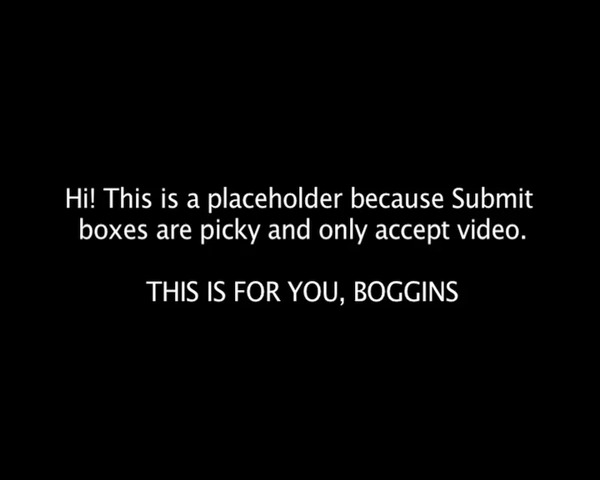 Hi! This is a placeholder because Submit
boxes are picky and only accept video.
THIS IS FOR YOU, BOGGINS